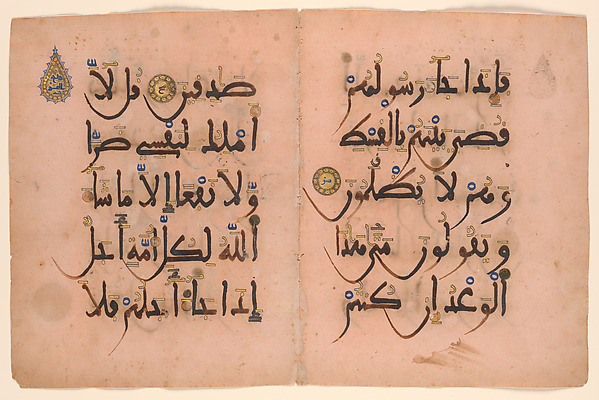 فإذا جاء رسولهم
قضى بينهم بالقسط
وهم لا يظلمون
ويقولون متى هذا
الوعد إن كنتم
صدقين قل لا
أملك لنفسي ضرا
ولا نفعا إلا ما شاء
الله لكل أمة أجل
إذا جاء أجلهم فلا